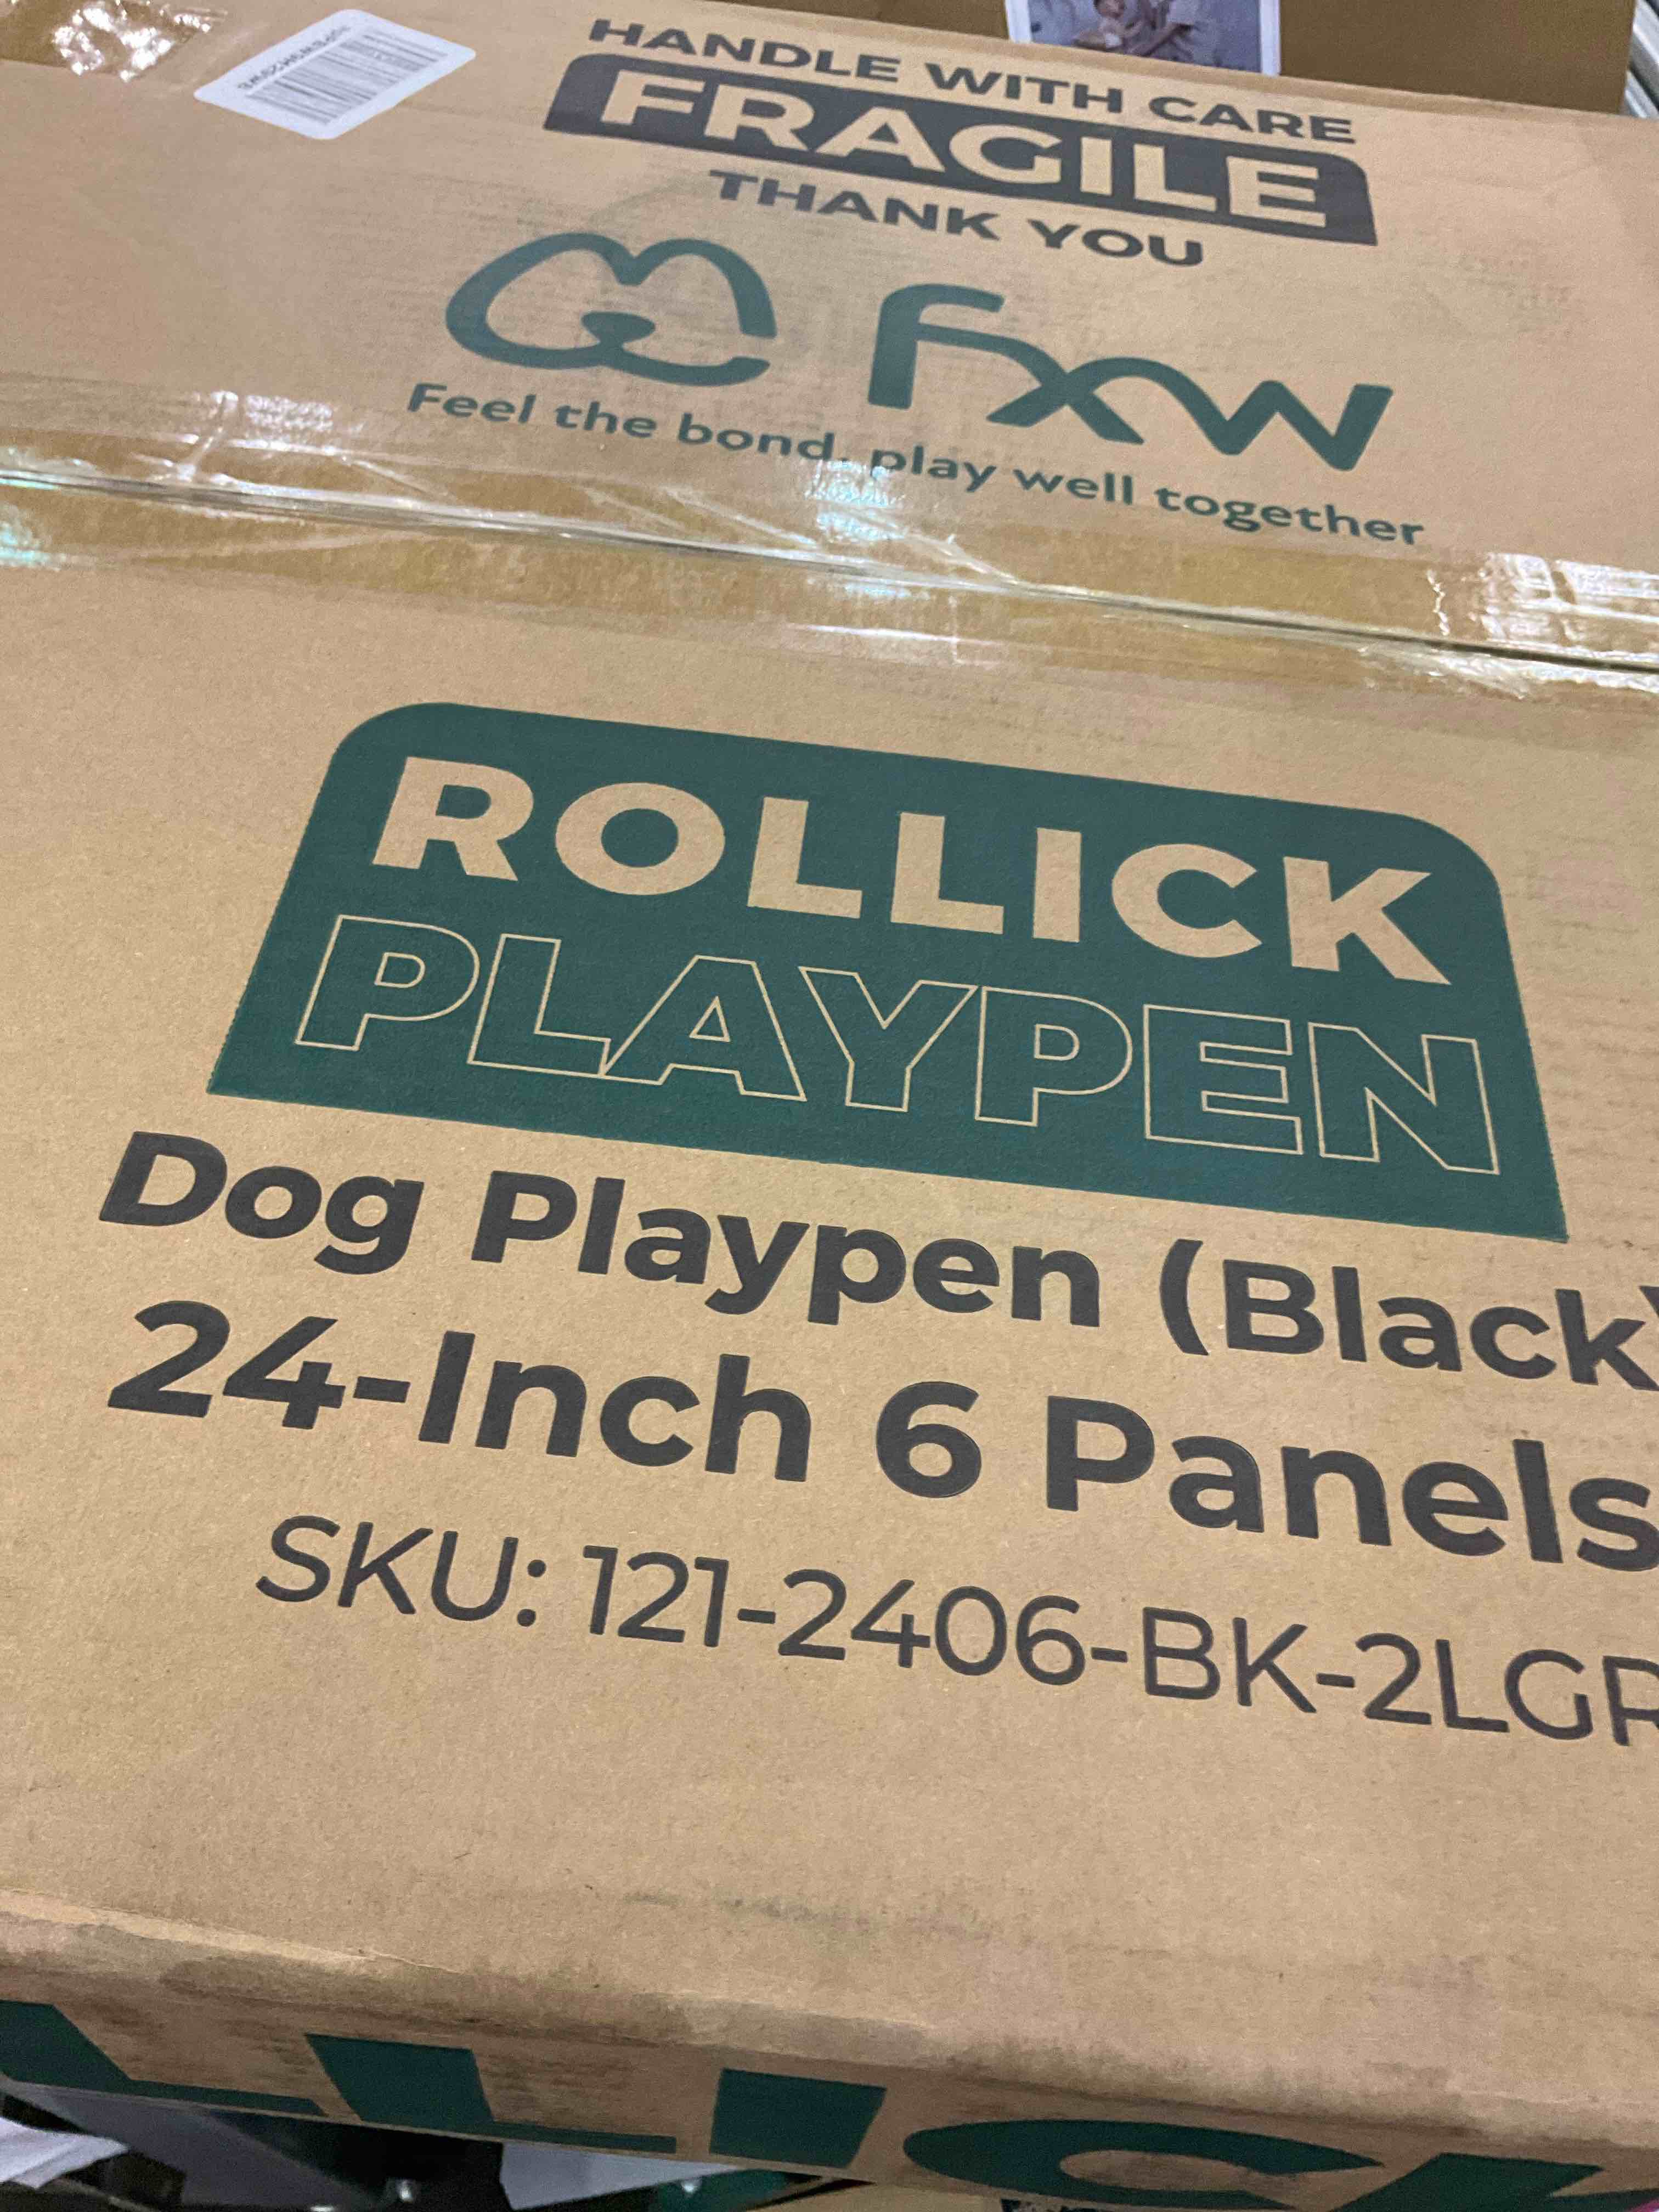 HANDLE WITH CARE
FRAGILE
THANK YOU
fxw
Feel the bond, play well together
ROLLICK
PLAYPEN
Dog Playpen (Black)
24-Inch 6 Panels
SKU: 121-2406-BK-2LGR